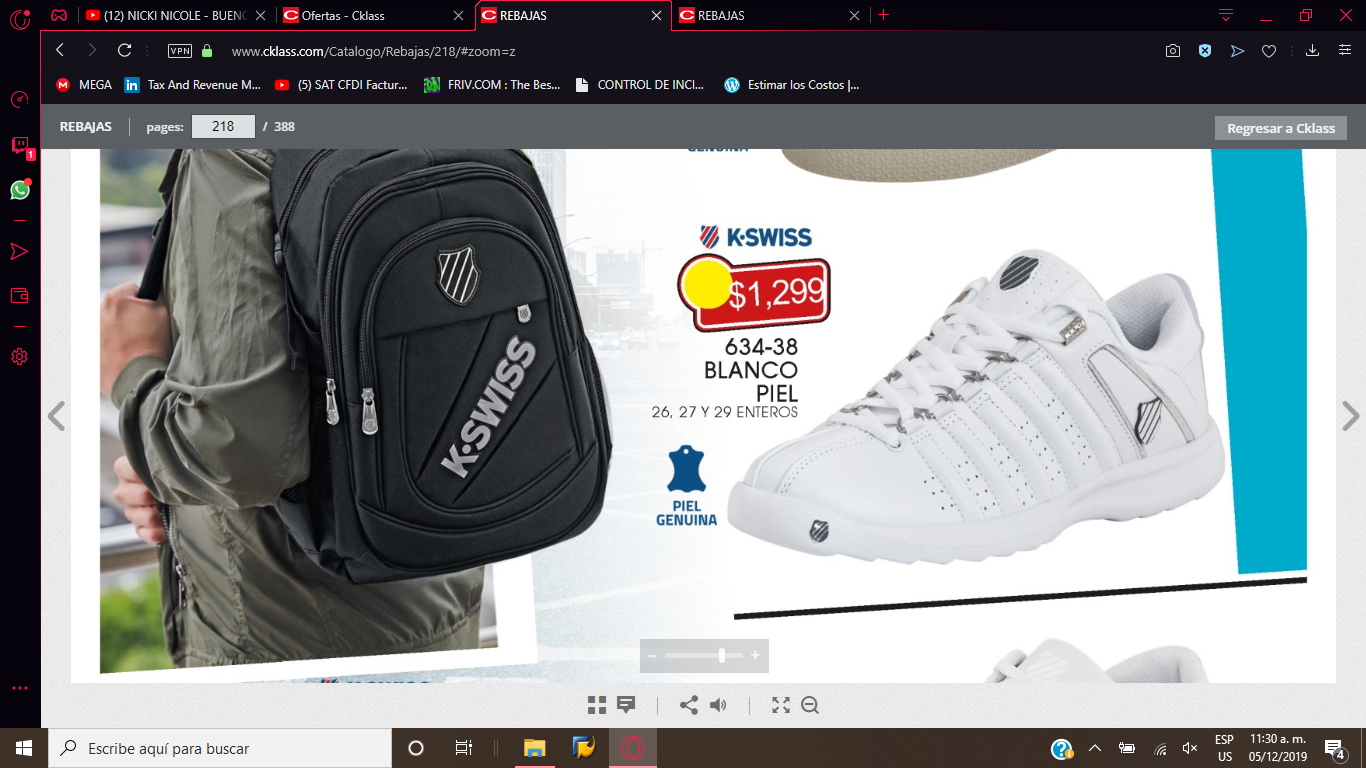 (12) NICKI NICOLE - BUENO
Ofertas - Cklass
REBAJAS
REBAJAS
VPN
www.cklass.com/Catalogo/Rebajas/218/#zoom=z
MEGA
Tax And Revenue M...
(5) SAT CFDI Factur...
FRIV.COM : The Bes...
CONTROL DE INCI...
Estimar los Costos |...
REBAJAS
pages:
218
/ 388
Regresar a Cklass
GENUINA
K·SWISS
$1,299
634-38
BLANCO
PIEL
26, 27 Y 29 ENTEROS
PIEL
GENUINA
K·SWISS
1
Escribe aquí para buscar
ESP
US
11:30 a. m.
05/12/2019
4